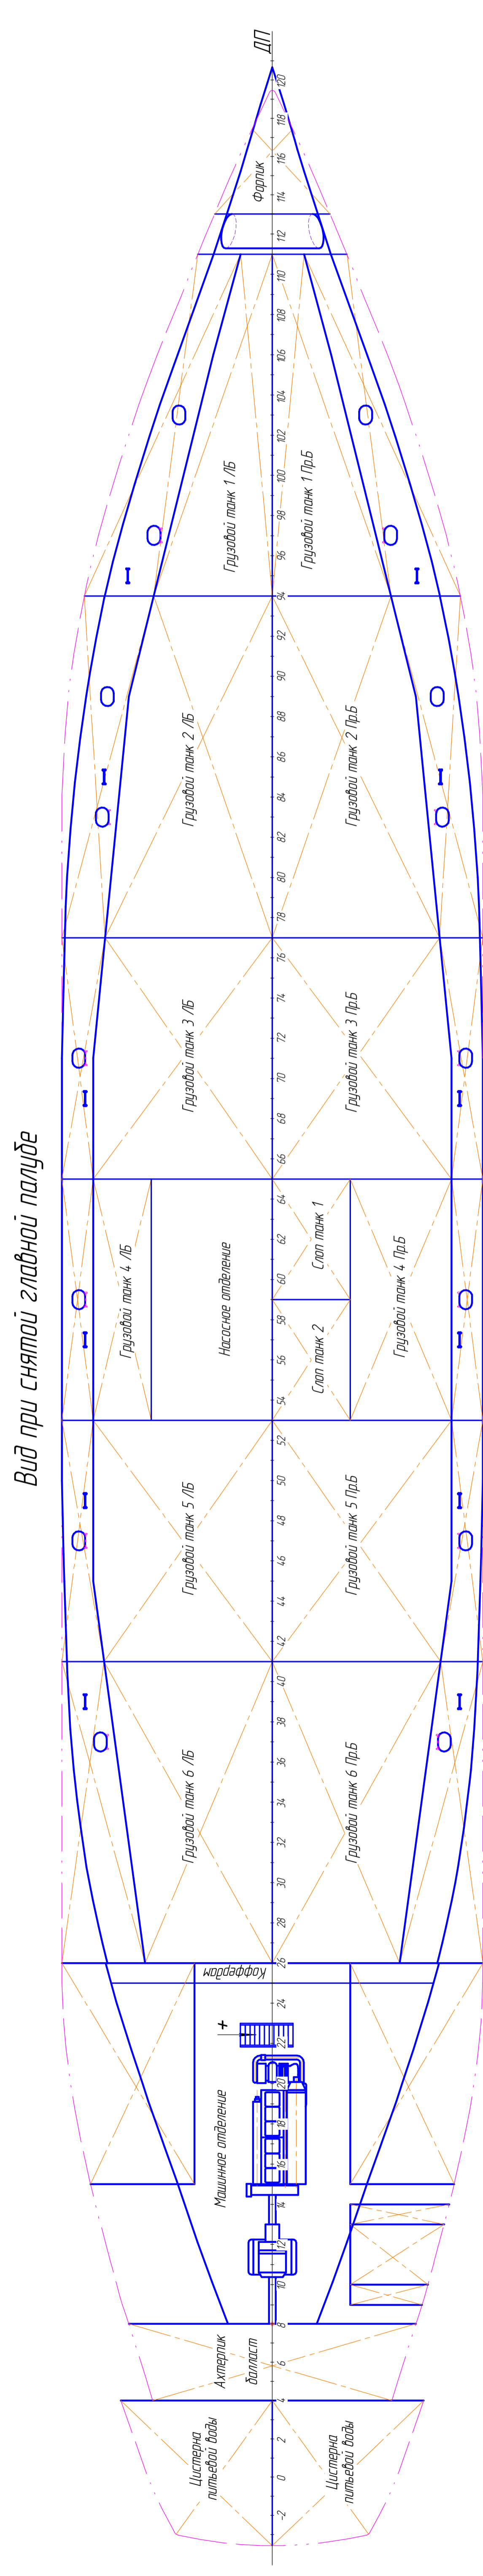 Вид при снятой главной палубе
ДП
120
118
116
Форпик
114
112
110
108
106
104
102
Грузовой танк 1 ЛБ
Грузовой танк 1 Пр.Б
100
98
96
94
92
90
88
Грузовой танк 2 ЛБ
Грузовой танк 2 Пр.Б
86
84
82
80
78
76
74
Грузовой танк 3 ЛБ
Грузовой танк 3 Пр.Б
72
70
68
66
64
Грузовой танк 4 ЛБ
Насосное отделение
Слоп танк 1
Грузовой танк 4 Пр.Б
62
60
58
Слоп танк 2
56
54
52
50
Грузовой танк 5 ЛБ
Грузовой танк 5 Пр.Б
48
46
44
42
40
38
36
Грузовой танк 6 ЛБ
Грузовой танк 6 Пр.Б
34
32
30
28
26
Коффердам
24
+
22
20
18
Машинное отделение
16
14
12
10
8
Ахтерпик
балласт
6
4
2
Цистерна
питьевой воды
Цистерна
питьевой воды
0
-2